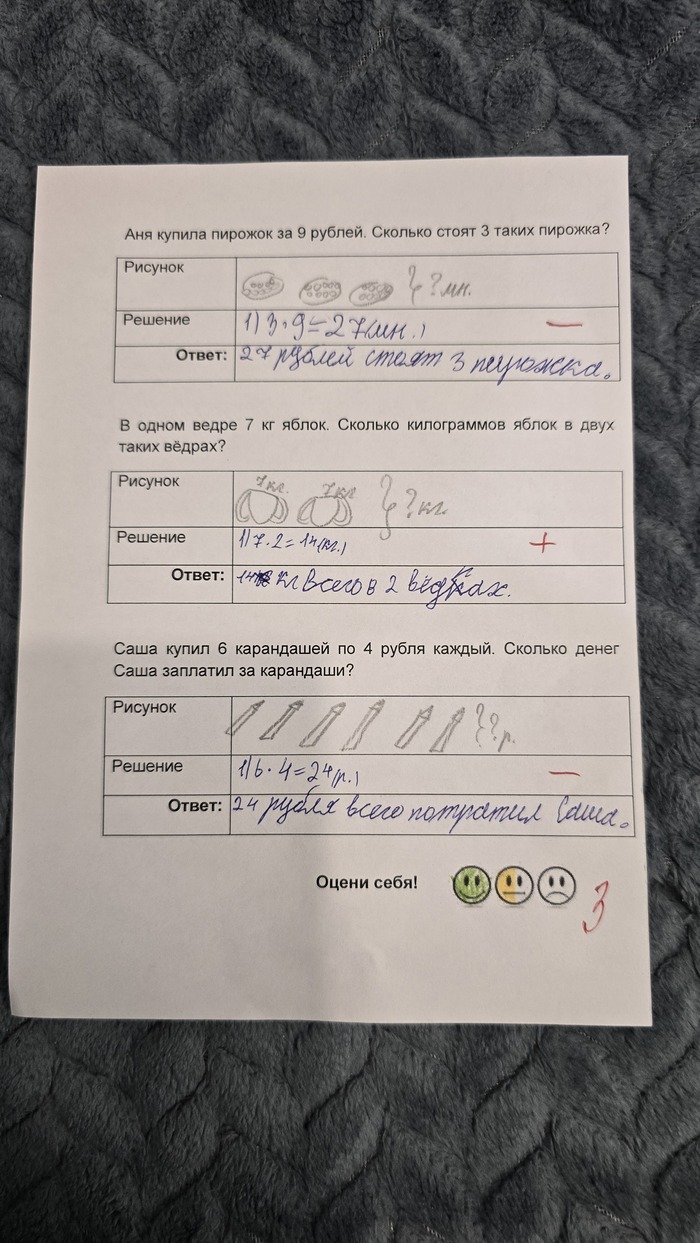 Аня купила пирожок за 9 рублей. Сколько стоят 3 таких пирожка?
Рисунок
}? мн.
Решение
1) 3 · 9 = 27 (мн.) —
Ответ: 27 рублей стоят 3 пирожка.
В одном ведре 7 кг яблок. Сколько килограммов яблок в двух
таких вёдрах?
Рисунок
7 кг. 7 кг } ? кг.
Решение
1) 7 · 2 = 14 (кг.) +
Ответ: 14 кг всего в 2 вёдрах.
Саша купил 6 карандашей по 4 рубля каждый. Сколько денег
Саша заплатил за карандаши?
Рисунок
} ? р.
Решение
1) 6 · 4 = 24 (р.) —
Ответ: 24 рубля всего потратил Саша.
Оцени себя!
3